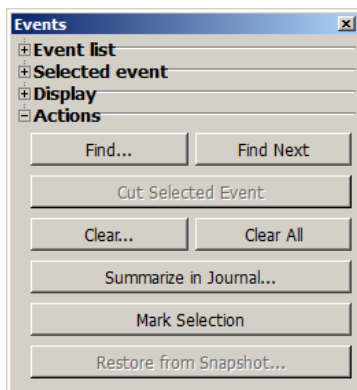 Events
Event list
Selected event
Display
Actions
Find... Find Next
Cut Selected Event
Clear... Clear All
Summarize in Journal...
Mark Selection
Restore from Snapshot...